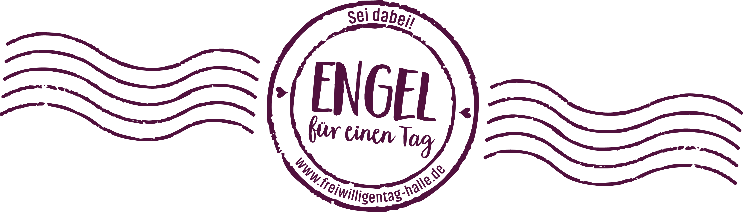 Sei dabei!
ENGEL
für einen Tag
www.freiwilligentag-halle.de